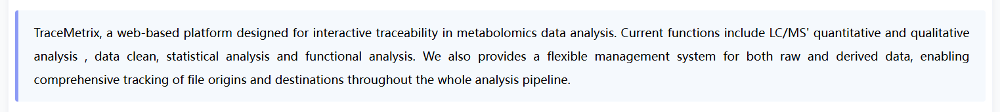 TraceMetrix, a web-based platform designed for interactive traceability in metabolomics data analysis. Current functions include LC/MS' quantitative and qualitative
analysis , data clean, statistical analysis and functional analysis. We also provides a flexible management system for both raw and derived data, enabling
comprehensive tracking of file origins and destinations throughout the whole analysis pipeline.